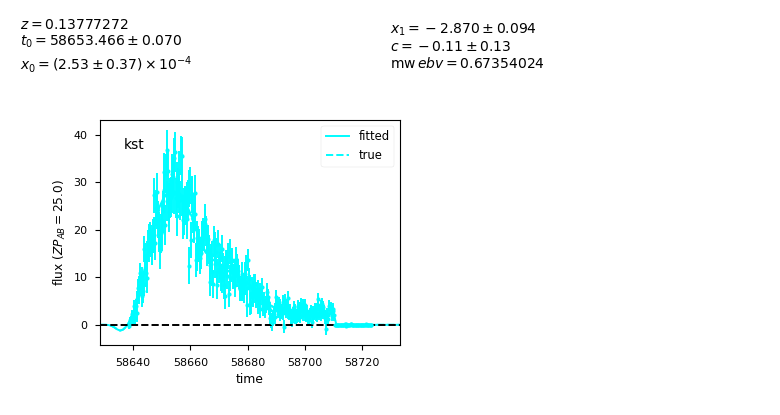 z = 0.13777272
t₀ = 58653.466 ± 0.070
x₀ = (2.53 ± 0.37) × 10⁻⁴
x₁ = −2.870 ± 0.094
c = −0.11 ± 0.13
mw ebv = 0.67354024
kst
fitted
true
flux (ZP_AB = 25.0)
40
30
20
10
0
58640 58660 58680 58700 58720
time